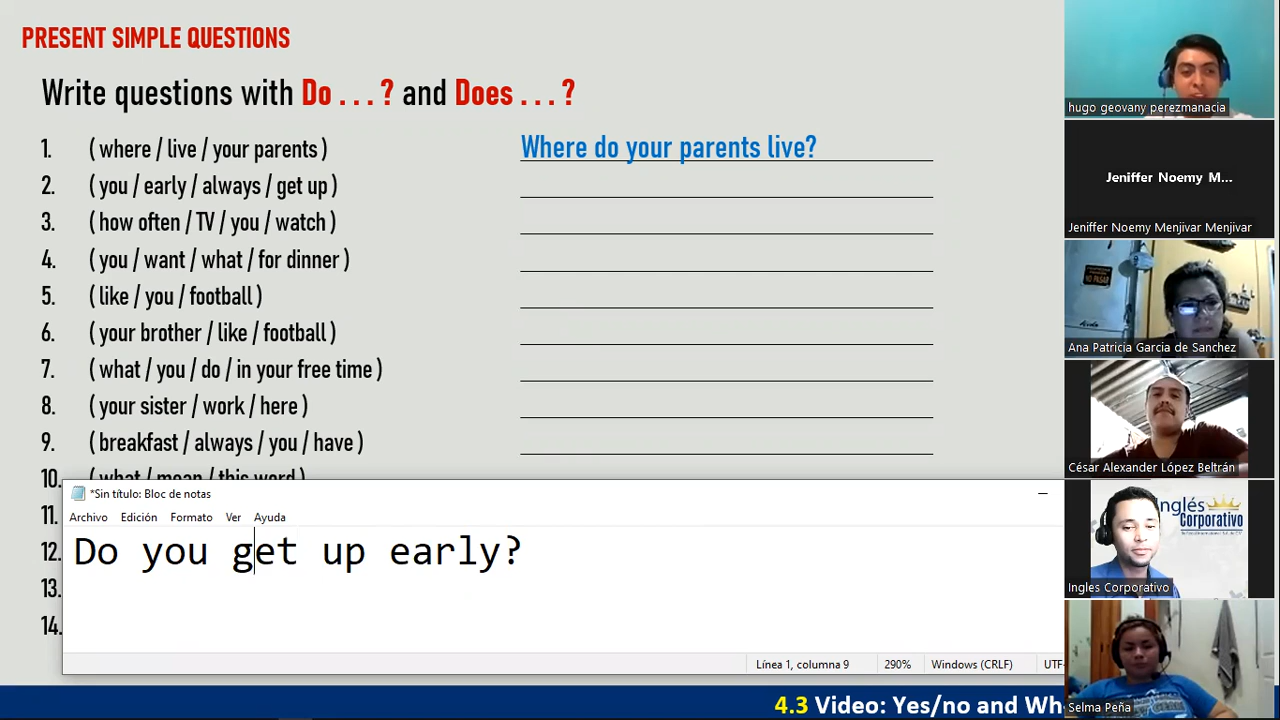 PRESENT SIMPLE QUESTIONS
Write questions with Do . . . ? and Does . . . ?
1. ( where / live / your parents ) Where do your parents live?
2. ( you / early / always / get up )
3. ( how often / TV / you / watch )
4. ( you / want / what / for dinner )
5. ( like / you / football )
6. ( your brother / like / football )
7. ( what / you / do / in your free time )
8. ( your sister / work / here )
9. ( breakfast / always / you / have )
10. ( what / mean / this word )
11.
12.
13.
14.
*Sin título: Bloc de notas
Archivo Edición Formato Ver Ayuda
Do you get up early?
Línea 1, columna 9 290% Windows (CRLF) UTF-
4.3 Video: Yes/no and Wh
hugo geovany perezmanacia
Jeniffer Noemy M...
Jeniffer Noemy Menjivar Menjivar
NO PASAR
Ana Patricia Garcia de Sanchez
César Alexander López Beltrán
Inglés
Corporativo
Ingles Corporativo
Selma Peña